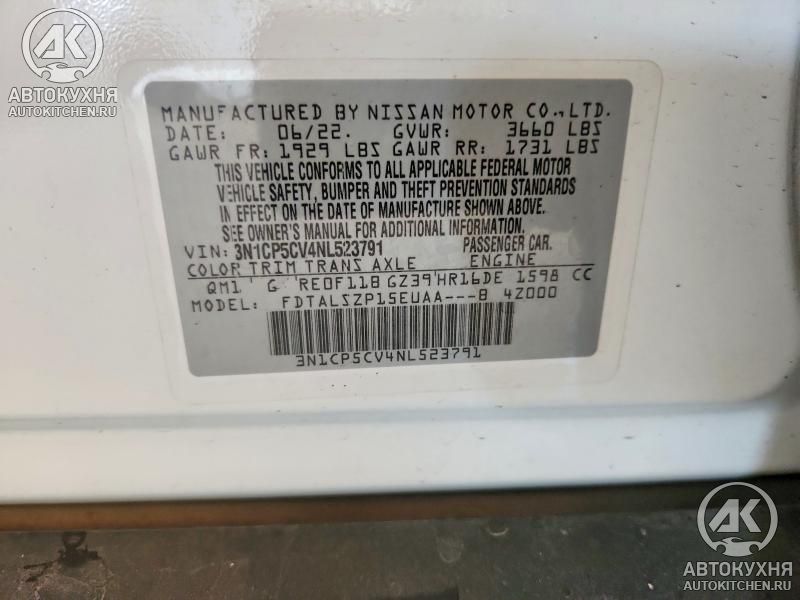 AK
АВТОКУХНЯ
AUTOKITCHEN.RU
MANUFACTURED BY NISSAN MOTOR CO.,LTD.
DATE: 06/22. GVWR: 3660 LBS
GAWR FR: 1929 LBS GAWR RR: 1731 LBS
THIS VEHICLE CONFORMS TO ALL APPLICABLE FEDERAL MOTOR
VEHICLE SAFETY, BUMPER AND THEFT PREVENTION STANDARDS
IN EFFECT ON THE DATE OF MANUFACTURE SHOWN ABOVE.
SEE OWNER'S MANUAL FOR ADDITIONAL INFORMATION.
VIN: 3N1CP5CV4NL523791 PASSENGER CAR.
COLOR TRIM TRANS AXLE ENGINE
QM1 ' G 'RE0F11B GZ39'HR16DE 1598 CC
MODEL: FDTALSZP15EUAA---B 4Z000
3N1CP5CV4NL523791
AK
АВТОКУХНЯ
AUTOKITCHEN.RU